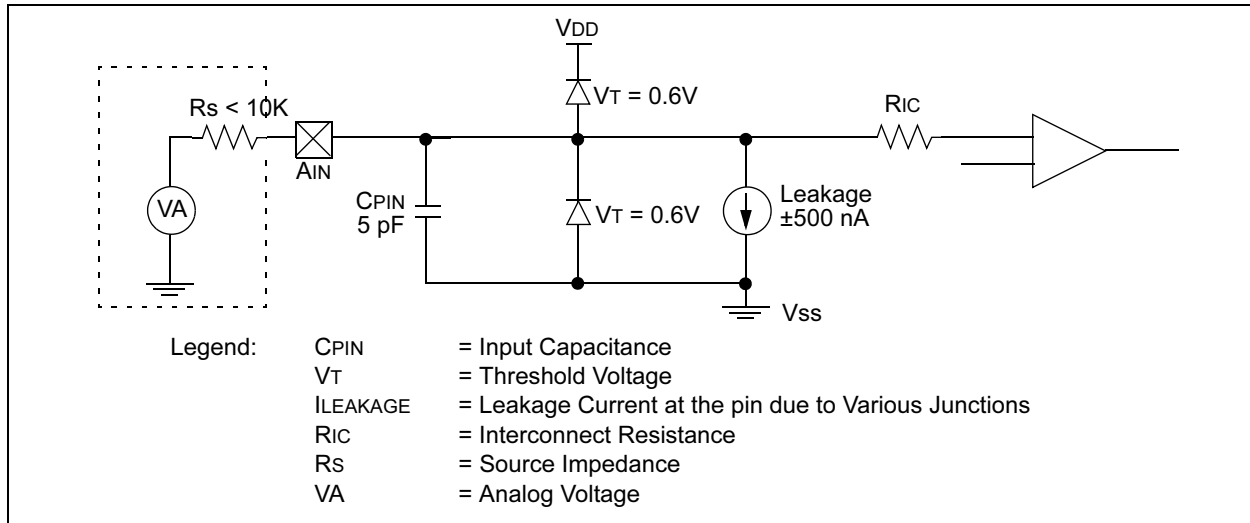 VDD
VT = 0.6V
RS < 10K
RIC
AIN
VA
CPIN
5 pF
VT = 0.6V
Leakage
±500 nA
Vss
Legend: CPIN = Input Capacitance
VT = Threshold Voltage
ILEAKAGE = Leakage Current at the pin due to Various Junctions
RIC = Interconnect Resistance
RS = Source Impedance
VA = Analog Voltage